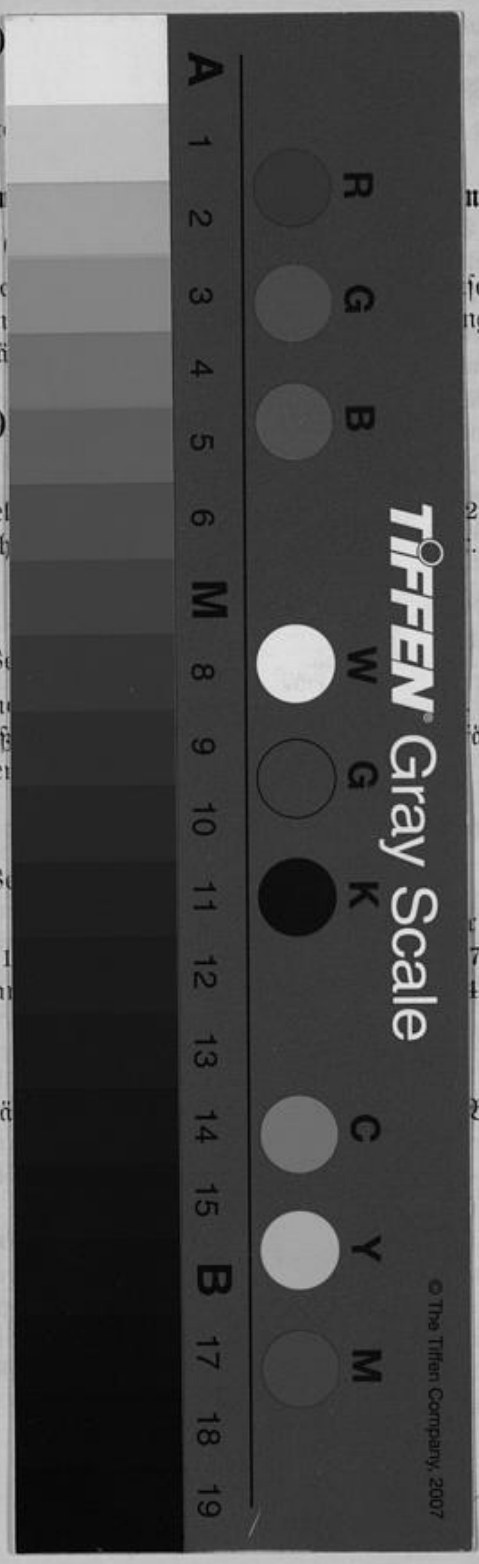 TIFFEN® Gray Scale
© The Tiffen Company, 2007
R G B W G K C Y M
A 1 2 3 4 5 6 M 8 9 10 11 12 13 14 15 B 17 18 19